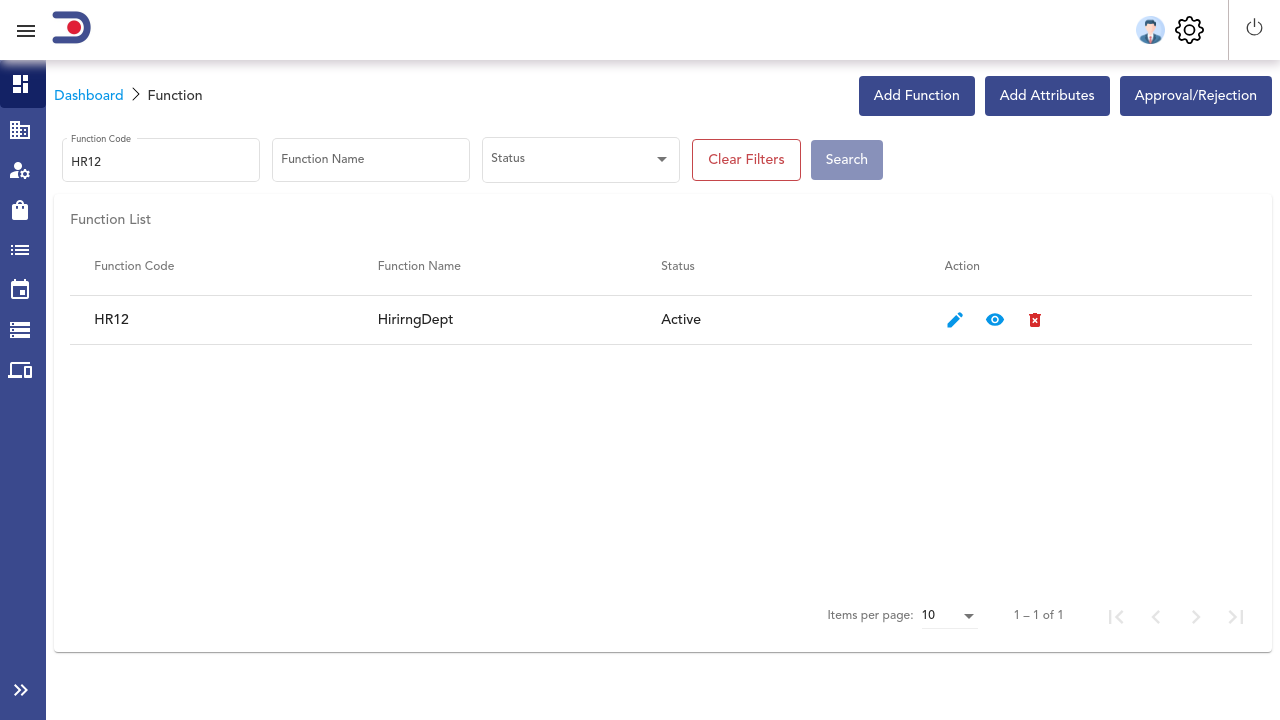 Dashboard > Function
Add Function
Add Attributes
Approval/Rejection
Function Code
HR12
Function Name
Status
Clear Filters
Search
Function List
Function Code Function Name Status Action
HR12 HirirngDept Active
Items per page: 10 1 – 1 of 1